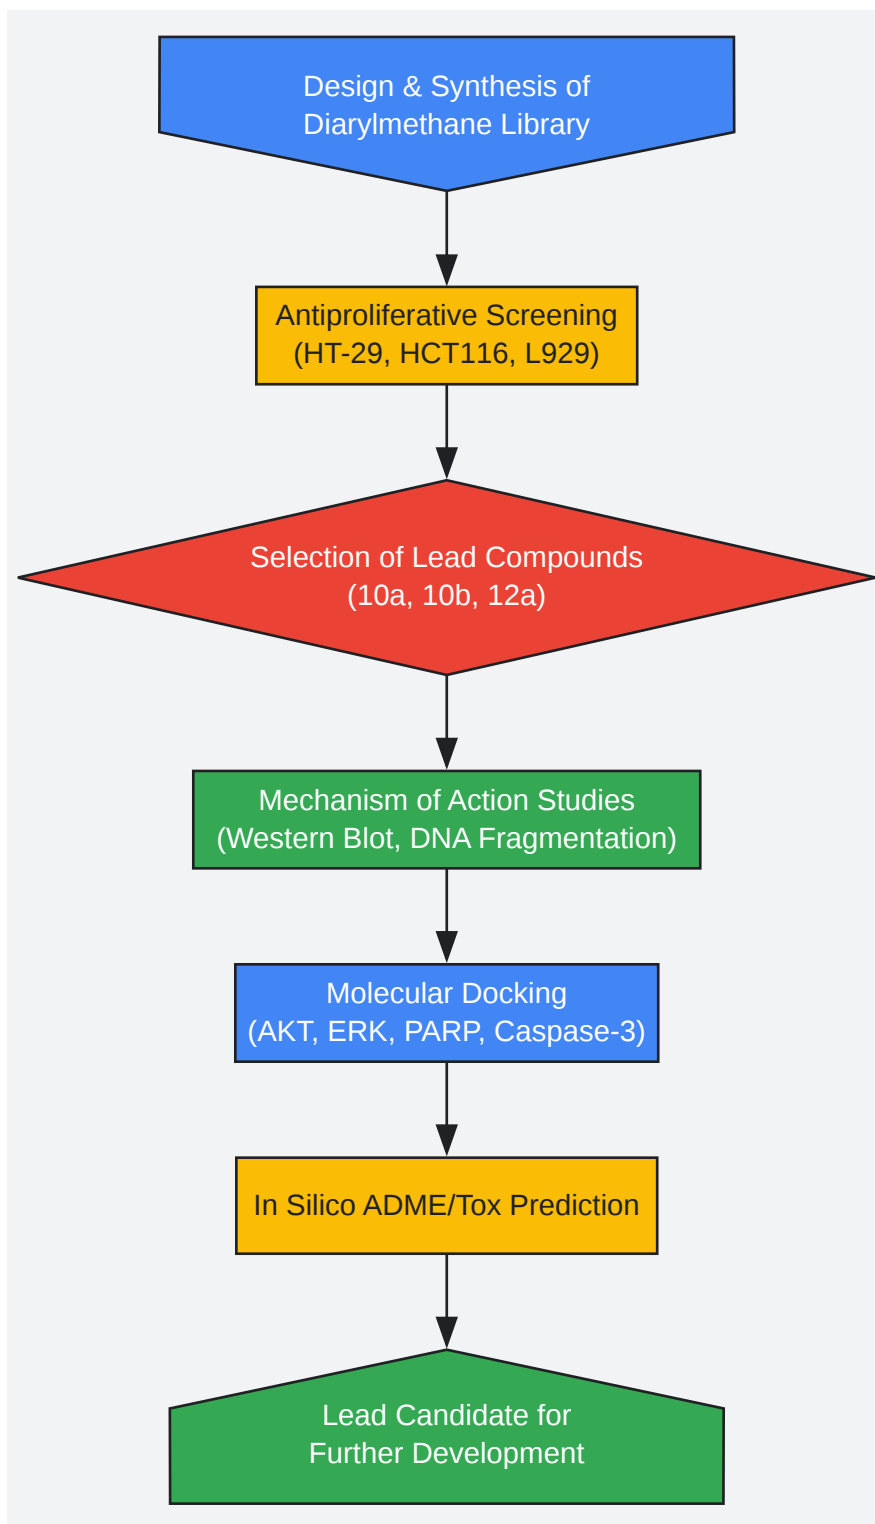 Design & Synthesis of
Diarylmethane Library
Antiproliferative Screening
(HT-29, HCT116, L929)
Selection of Lead Compounds
(10a, 10b, 12a)
Mechanism of Action Studies
(Western Blot, DNA Fragmentation)
Molecular Docking
(AKT, ERK, PARP, Caspase-3)
In Silico ADME/Tox Prediction
Lead Candidate for
Further Development